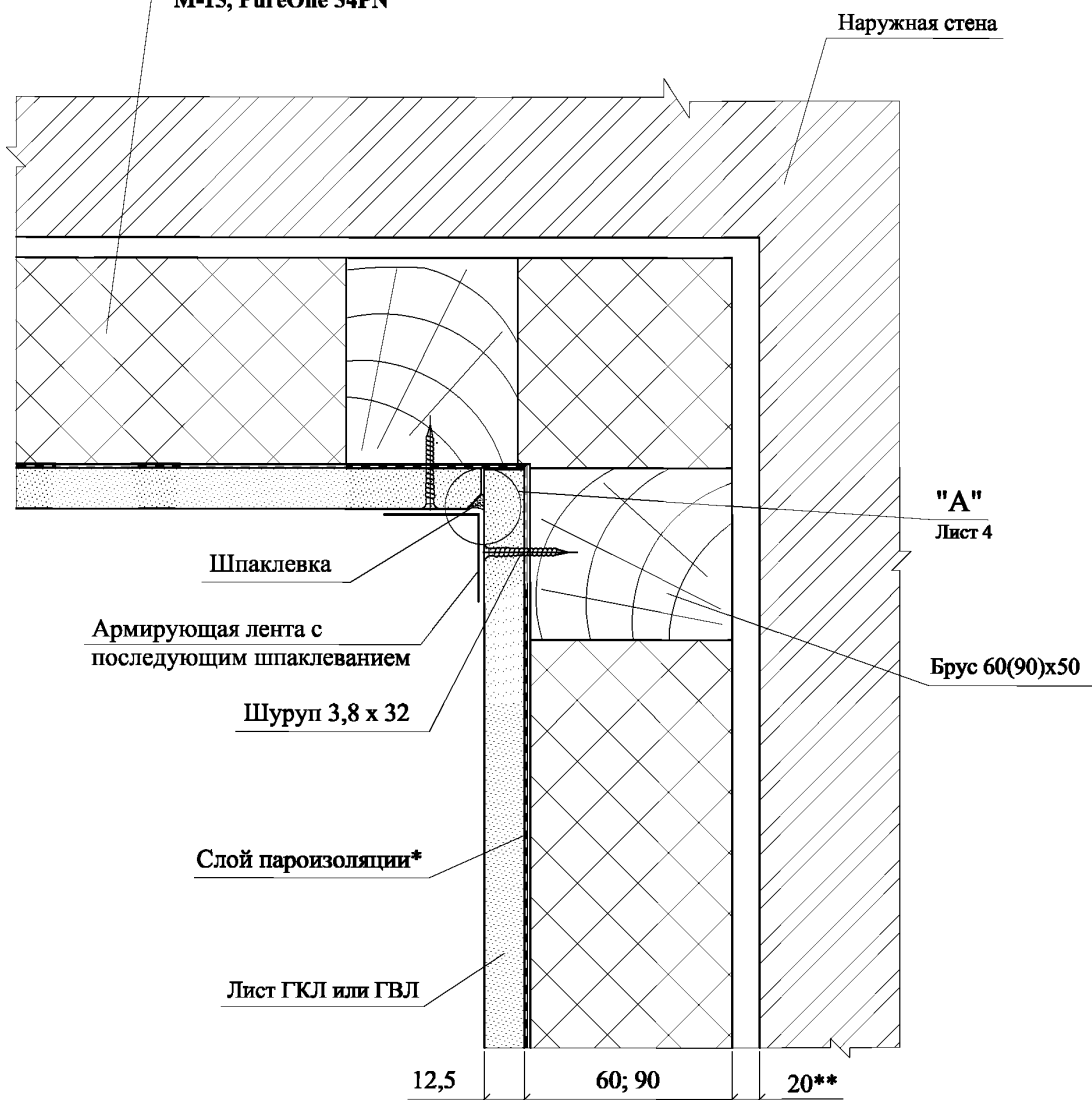 М-15, PureOne 34PN
Наружная стена
"А"
Лист 4
Шпаклевка
Армирующая лента с
последующим шпаклеванием
Брус 60(90)х50
Шуруп 3,8 х 32
Слой пароизоляции*
Лист ГКЛ или ГВЛ
12,5
60; 90
20**